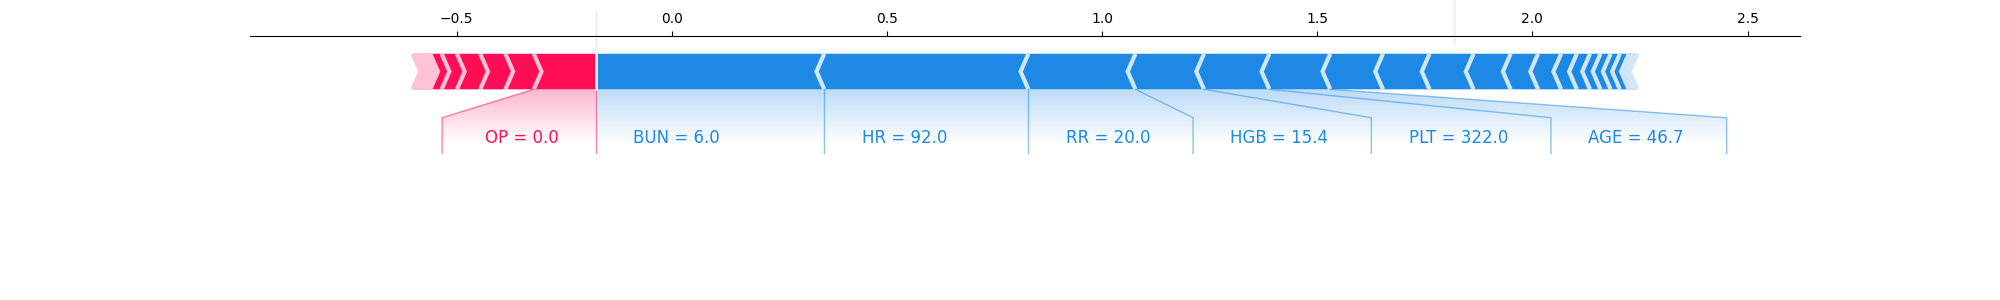 −0.5 0.0 0.5 1.0 1.5 2.0 2.5
OP = 0.0 BUN = 6.0 HR = 92.0 RR = 20.0 HGB = 15.4 PLT = 322.0 AGE = 46.7